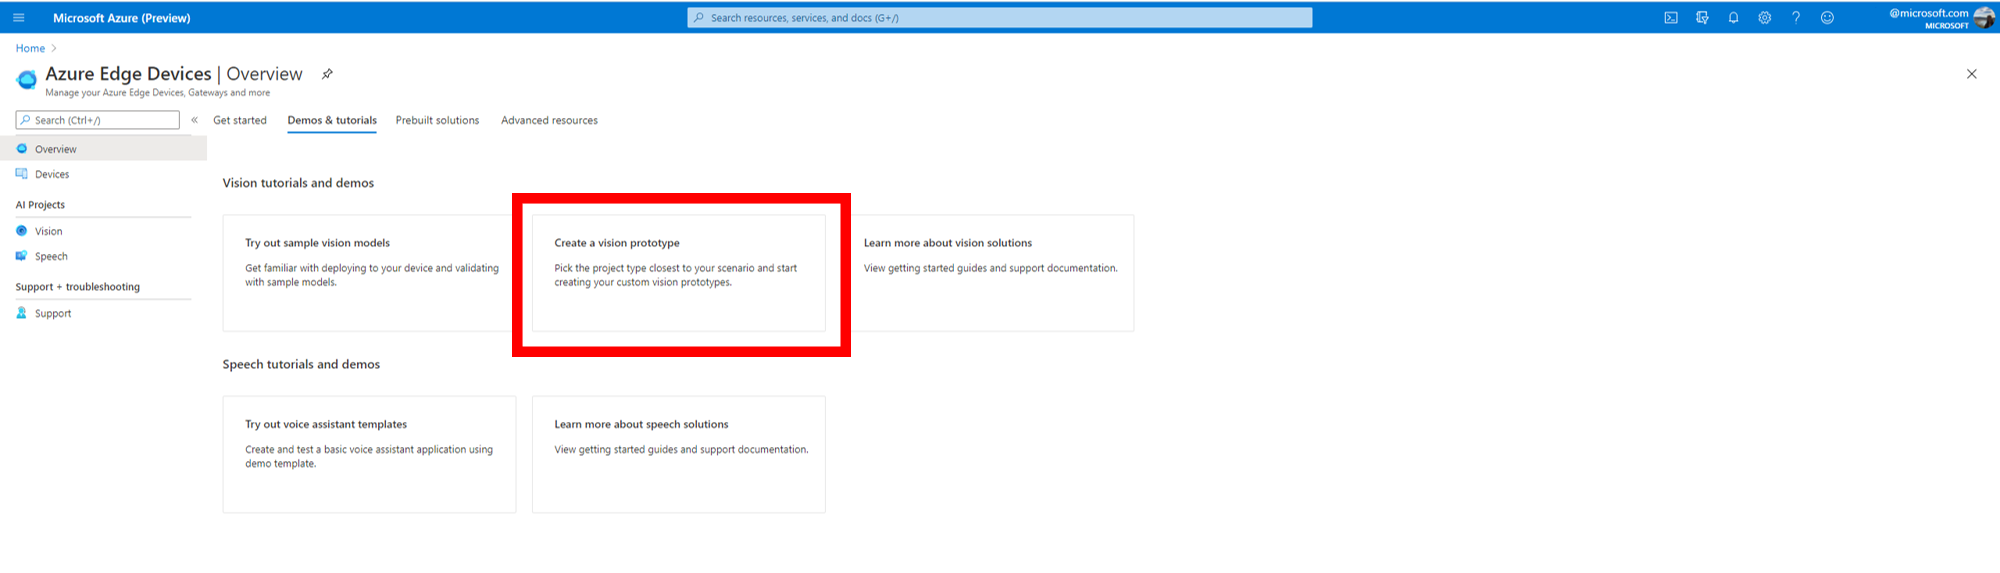 Microsoft Azure (Preview)
Search resources, services, and docs (G+/)
@microsoft.com
MICROSOFT
Home
Azure Edge Devices | Overview
Manage your Azure Edge Devices, Gateways and more
Search (Ctrl+/)
Get started
Demos & tutorials
Prebuilt solutions
Advanced resources
Overview
Devices
AI Projects
Vision
Speech
Support + troubleshooting
Support
Vision tutorials and demos
Try out sample vision models
Get familiar with deploying to your device and validating
with sample models.
Create a vision prototype
Pick the project type closest to your scenario and start
creating your custom vision prototypes.
Learn more about vision solutions
View getting started guides and support documentation.
Speech tutorials and demos
Try out voice assistant templates
Create and test a basic voice assistant application using
demo template.
Learn more about speech solutions
View getting started guides and support documentation.